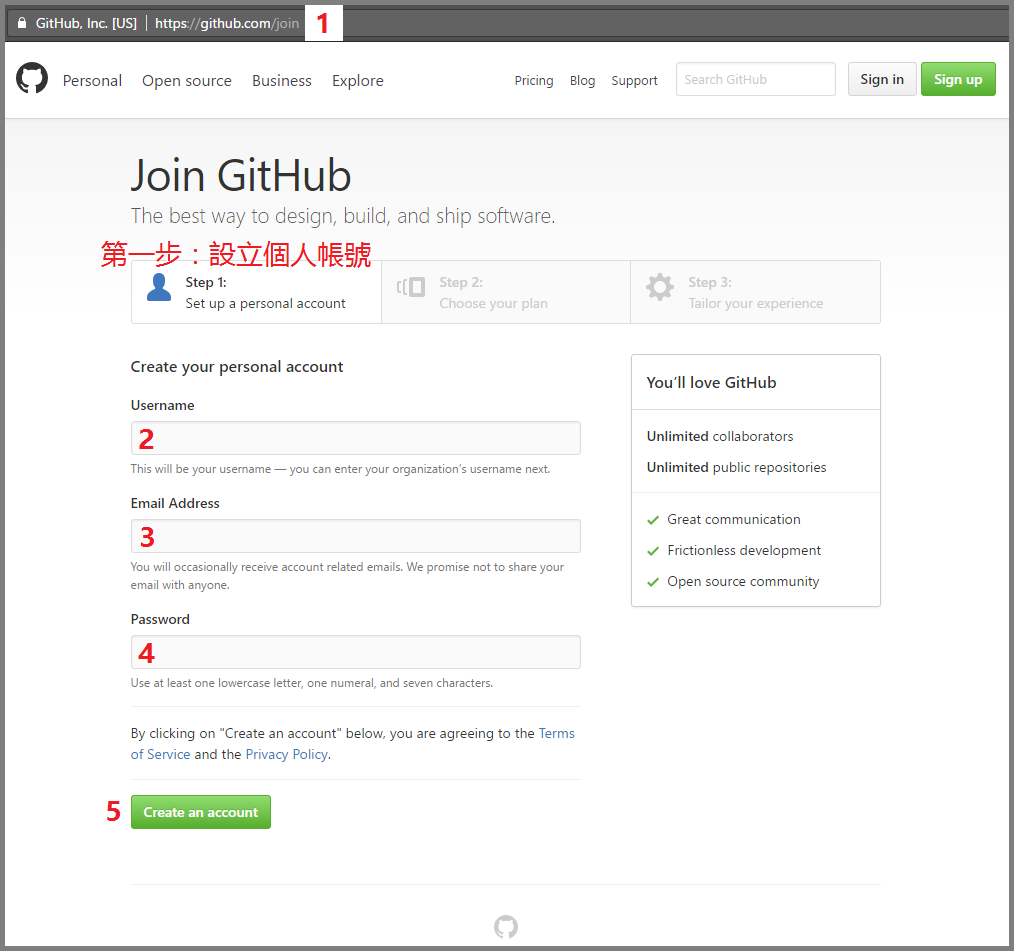 GitHub, Inc. [US] | https://github.com/join 1
Personal Open source Business Explore Pricing Blog Support Search GitHub Sign in Sign up
Join GitHub
The best way to design, build, and ship software.
第一步：設立個人帳號
Step 1:
Set up a personal account
Step 2:
Choose your plan
Step 3:
Tailor your experience
Create your personal account
Username
2
This will be your username — you can enter your organization’s username next.
Email Address
3
You will occasionally receive account related emails. We promise not to share your
email with anyone.
Password
4
Use at least one lowercase letter, one numeral, and seven characters.
By clicking on "Create an account" below, you are agreeing to the Terms
of Service and the Privacy Policy.
5 Create an account
You’ll love GitHub
Unlimited collaborators
Unlimited public repositories
Great communication
Frictionless development
Open source community